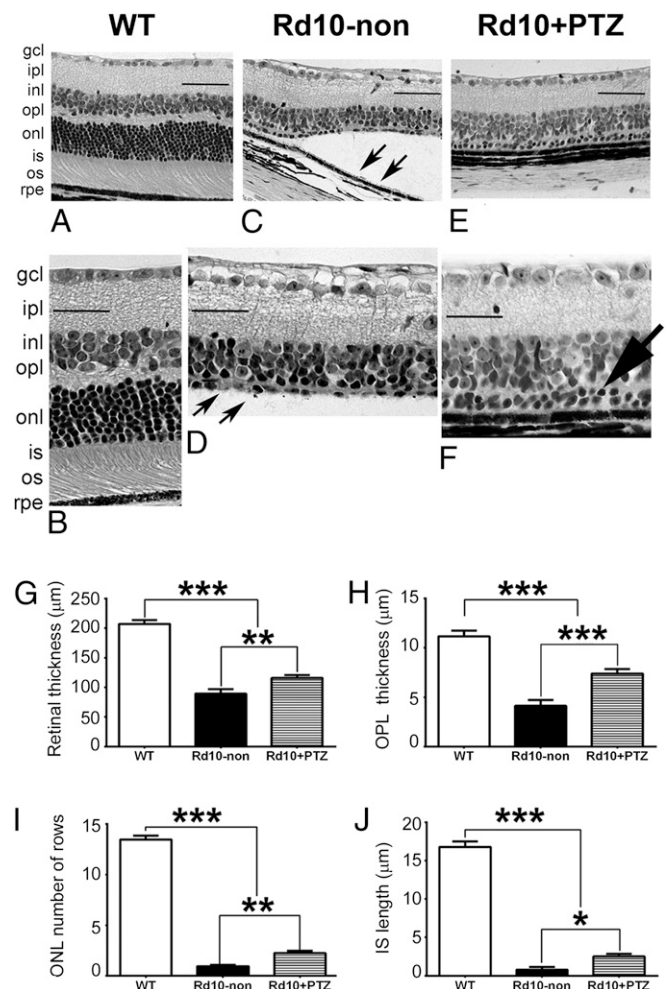 WT Rd10-non Rd10+PTZ
gcl
ipl
inl
opl
onl
is
os
rpe
A C E
gcl
ipl
inl
opl
onl
is
os
rpe
B D F
G
***
**
Retinal thickness (µm)
250
200
150
100
50
0
WT Rd10-non Rd10+PTZ
H
***
***
OPL thickness (µm)
15
10
5
0
WT Rd10-non Rd10+PTZ
I
***
**
ONL number of rows
15
10
5
0
WT Rd10-non Rd10+PTZ
J
***
*
IS length (µm)
20
15
10
5
0
WT Rd10-non Rd10+PTZ